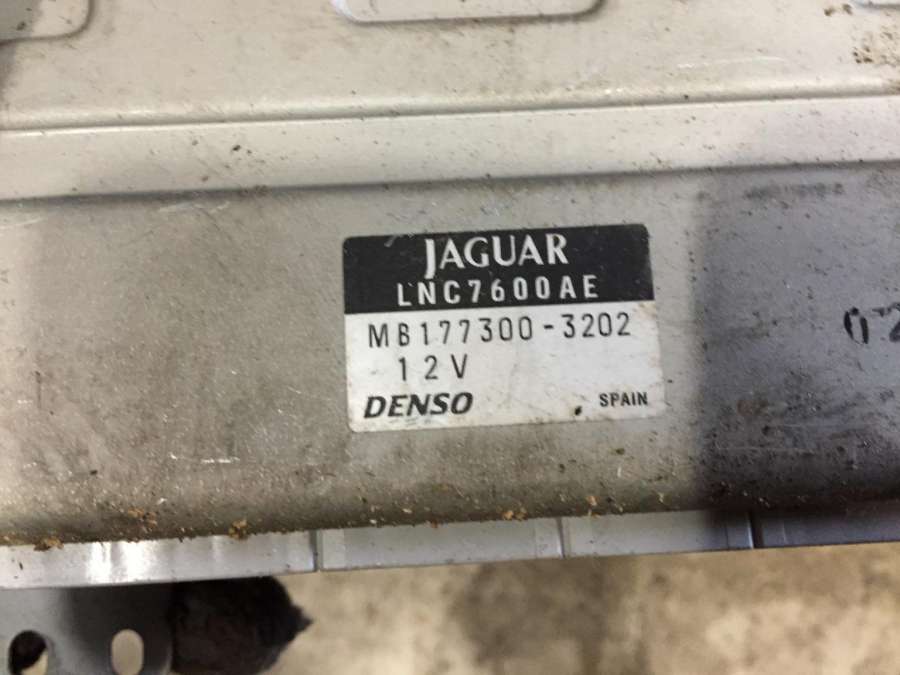 JAGUAR
LNC7600AE
MB177300-3202
12V
DENSO SPAIN